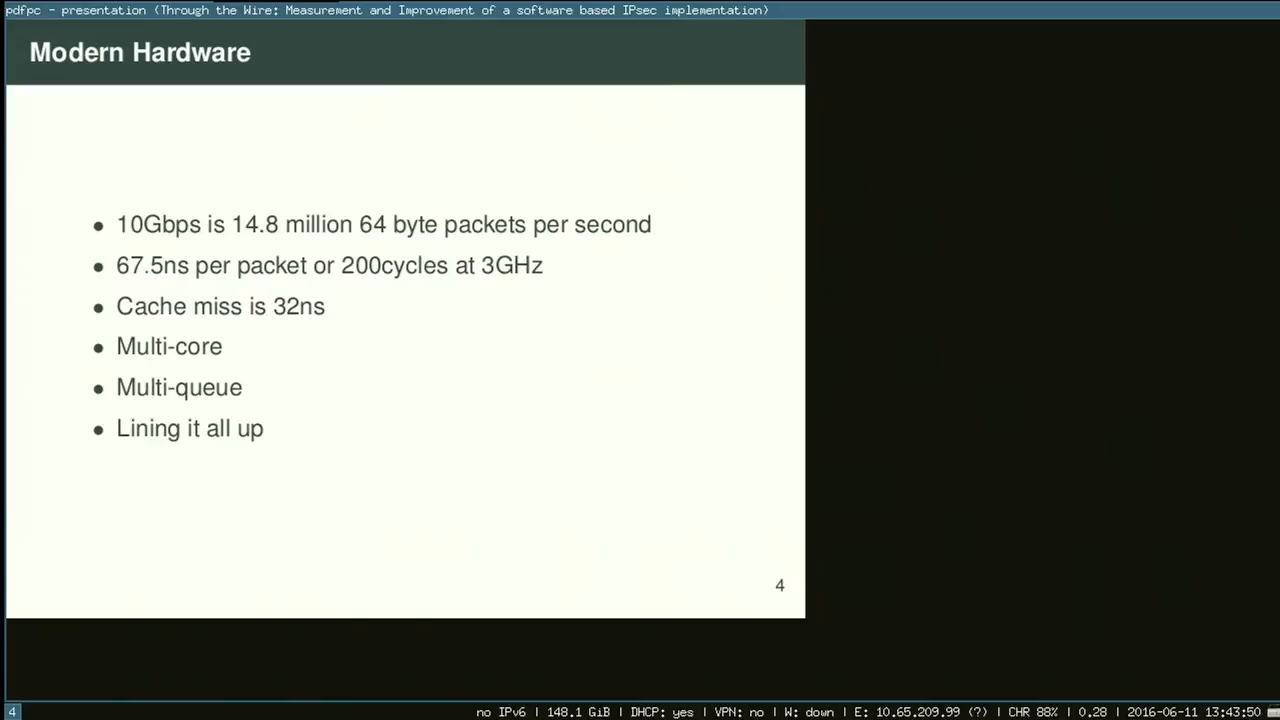 pdfpc - presentation (Through the Wire: Measurement and Improvement of a software based IPsec implementation)
Modern Hardware
• 10Gbps is 14.8 million 64 byte packets per second
• 67.5ns per packet or 200cycles at 3GHz
• Cache miss is 32ns
• Multi-core
• Multi-queue
• Lining it all up
4
4 no IPv6 | 148.1 GiB | DHCP: yes | VPN: no | W: down | E: 10.65.209.99 (?) | CHR 88% | 0.28 | 2016-06-11 13:43:50